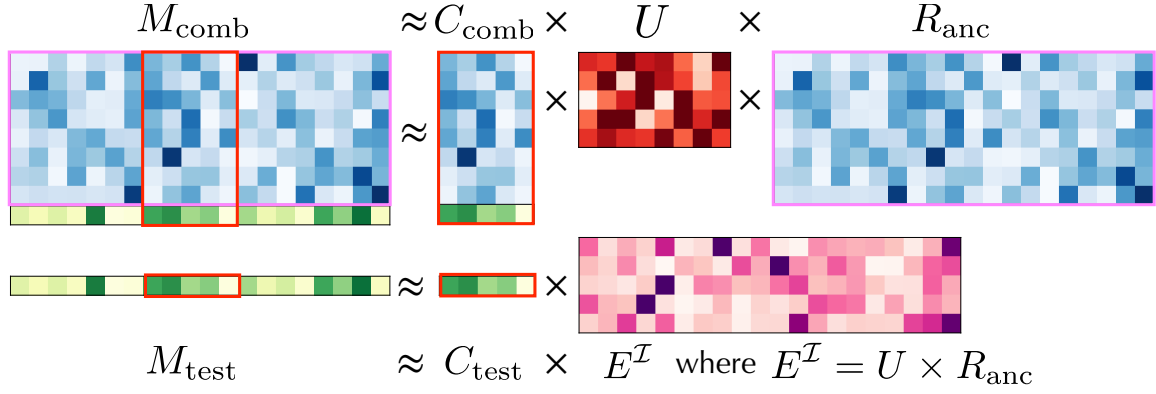 M_comb ≈ C_comb × U × R_anc
≈ × ×
≈ ×
M_test ≈ C_test × E^ℐ where E^ℐ = U × R_anc